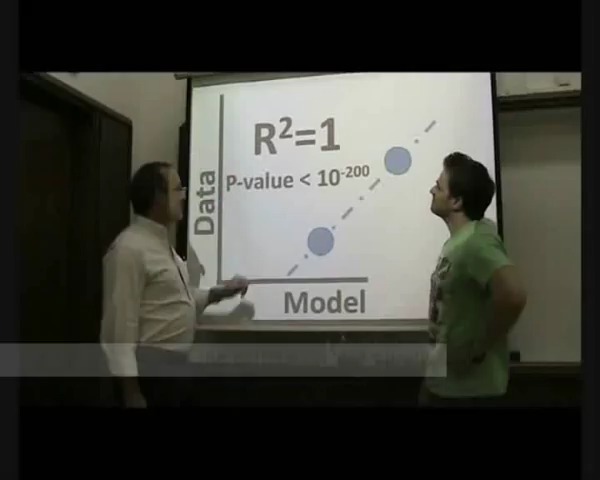 R²=1
P-value < 10⁻²⁰⁰
Data
Model